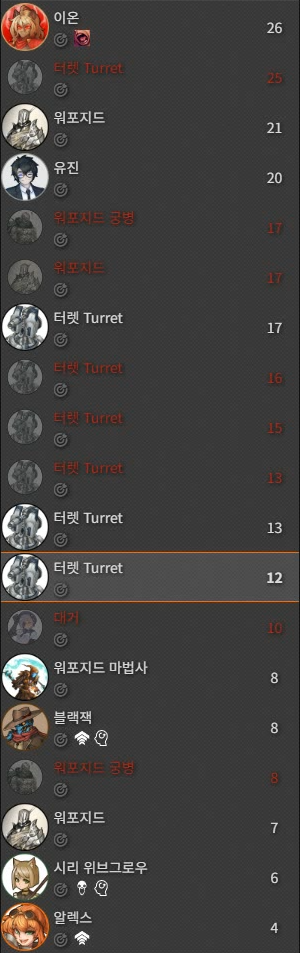 이온 26
터렛 Turret 25
워포지드 21
유진 20
워포지드 궁병 17
워포지드 17
터렛 Turret 17
터렛 Turret 16
터렛 Turret 15
터렛 Turret 13
터렛 Turret 13
터렛 Turret 12
대거 10
워포지드 마법사 8
블랙잭 8
워포지드 궁병 8
워포지드 7
시리 위브그로우 6
알렉스 4